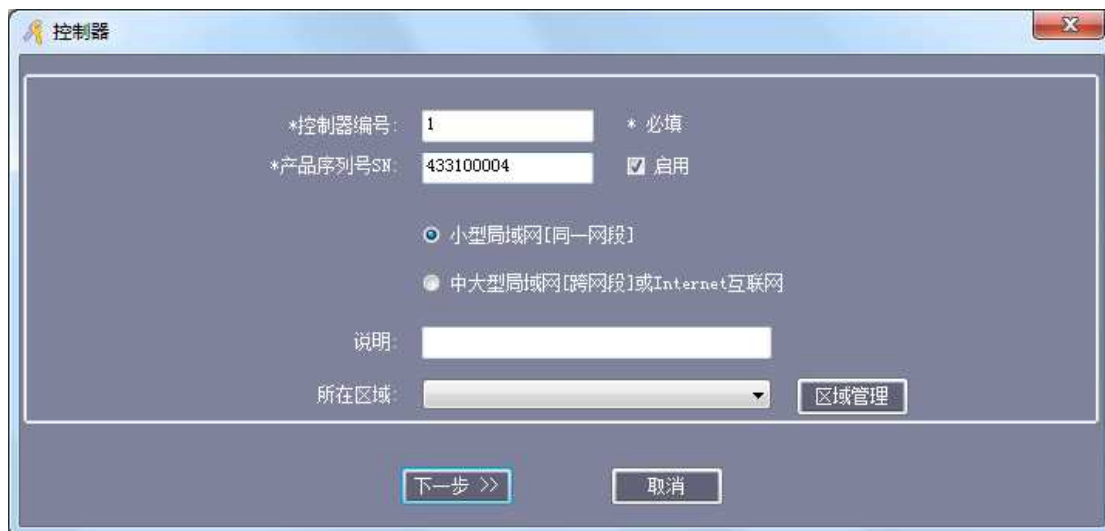 控制器
*控制器编号: 1 * 必填
*产品序列号SN: 433100004 启用
小型局域网[同一网段]
中大型局域网[跨网段]或Internet互联网
说明:
所在区域: 区域管理
下一步 >> 取消